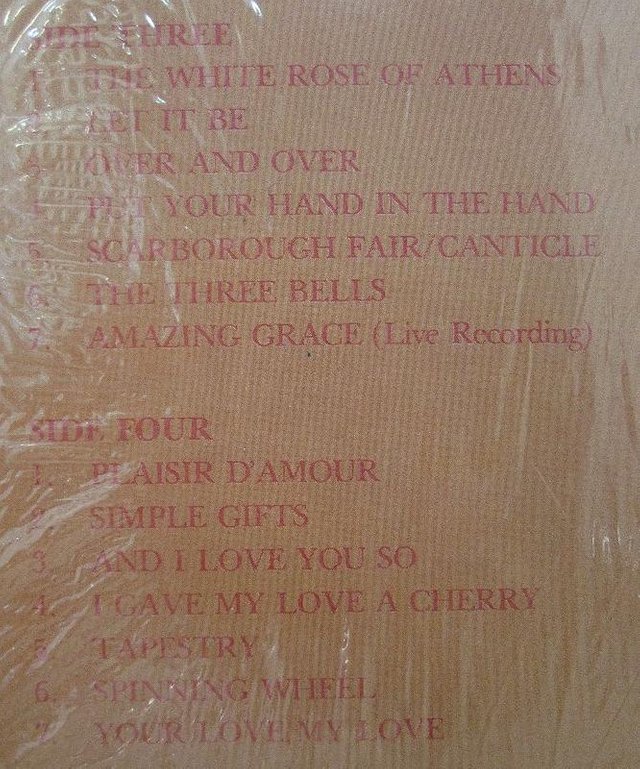 SIDE THREE
1. THE WHITE ROSE OF ATHENS
2. LET IT BE
3. OVER AND OVER
4. PUT YOUR HAND IN THE HAND
5. SCARBOROUGH FAIR/CANTICLE
6. THE THREE BELLS
7. AMAZING GRACE (Live Recording)
SIDE FOUR
1. PLAISIR D'AMOUR
2. SIMPLE GIFTS
3. AND I LOVE YOU SO
4. I GAVE MY LOVE A CHERRY
5. TAPESTRY
6. SPINNING WHEEL
7. YOUR LOVE, MY LOVE